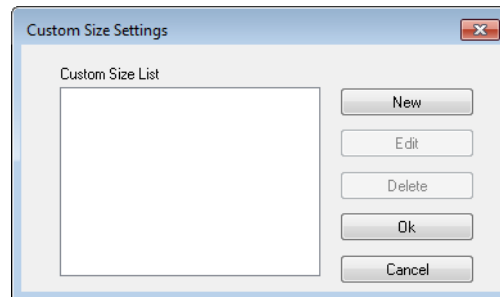 Custom Size Settings
Custom Size List
New
Edit
Delete
Ok
Cancel